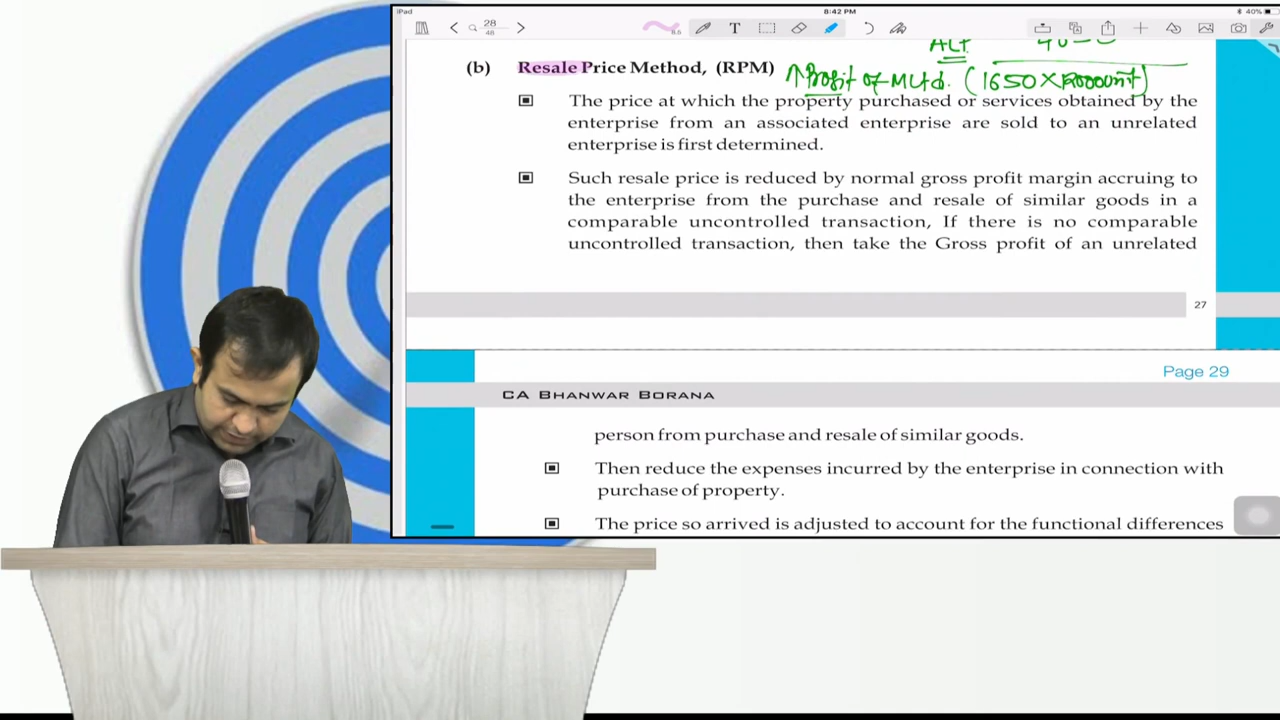 iPad
8:42 PM
40%
28
48
T
8.6
ALP
(b) Resale Price Method, (RPM) ↑ Profit of M Ltd. (1650 ×
The price at which the property purchased or services obtained by the
enterprise from an associated enterprise are sold to an unrelated
enterprise is first determined.
Such resale price is reduced by normal gross profit margin accruing to
the enterprise from the purchase and resale of similar goods in a
comparable uncontrolled transaction, If there is no comparable
uncontrolled transaction, then take the Gross profit of an unrelated
27
Page 29
CA BHANWAR BORANA
person from purchase and resale of similar goods.
Then reduce the expenses incurred by the enterprise in connection with
purchase of property.
The price so arrived is adjusted to account for the functional differences